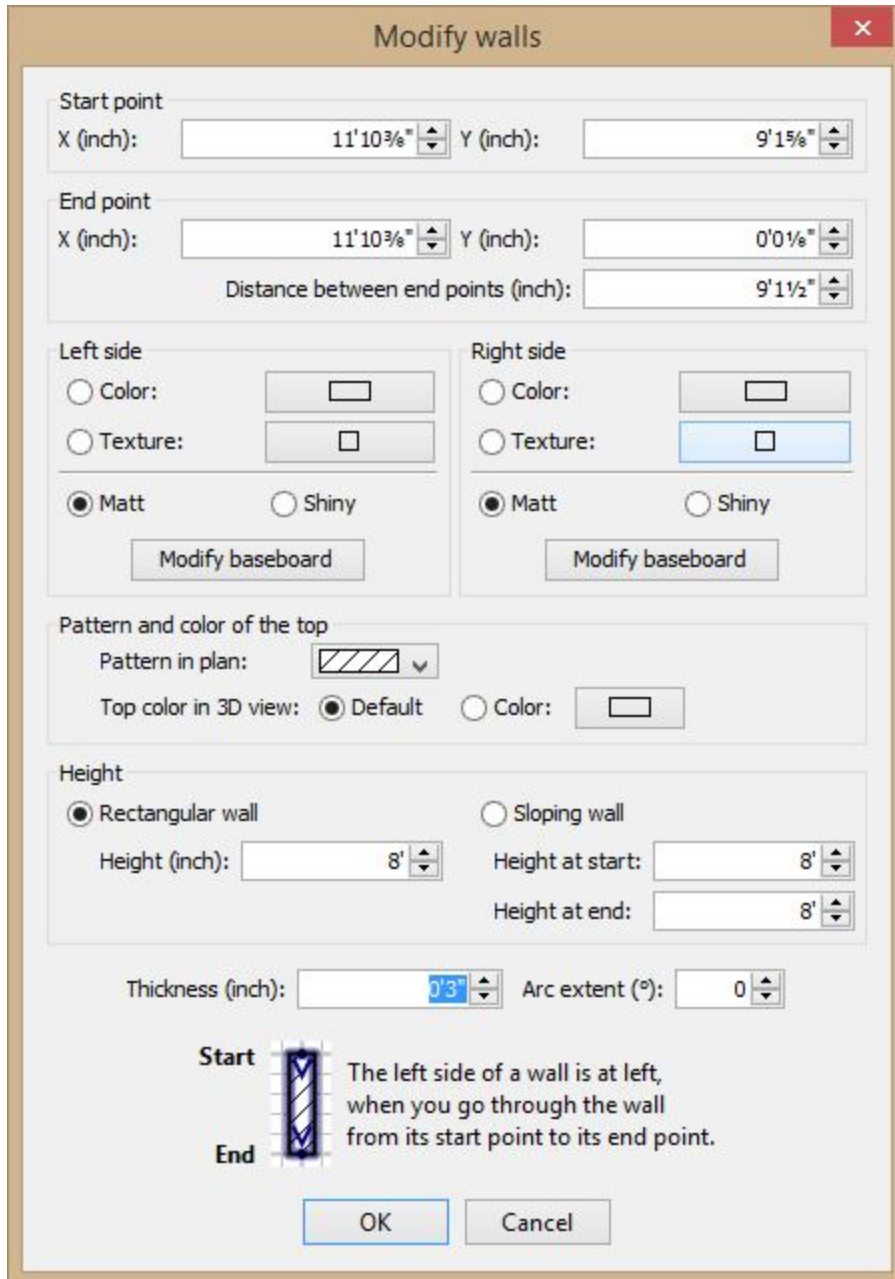 Modify walls
Start point
X (inch): 11'10⅜" Y (inch): 9'1⅝"
End point
X (inch): 11'10⅜" Y (inch): 0'0⅛"
Distance between end points (inch): 9'1½"
Left side Right side
Color: Color:
Texture: Texture:
Matt Shiny Matt Shiny
Modify baseboard Modify baseboard
Pattern and color of the top
Pattern in plan:
Top color in 3D view: Default Color:
Height
Rectangular wall Sloping wall
Height (inch): 8' Height at start: 8'
Height at end: 8'
Thickness (inch): 0'3" Arc extent (°): 0
Start
The left side of a wall is at left,
when you go through the wall
from its start point to its end point.
End
OK Cancel